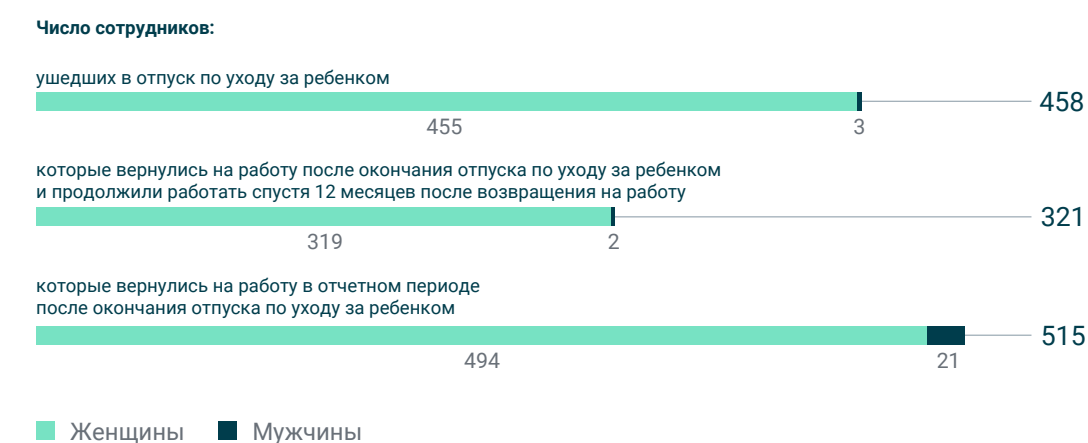 Число сотрудников:
ушедших в отпуск по уходу за ребенком
458
455 3
которые вернулись на работу после окончания отпуска по уходу за ребенком
и продолжили работать спустя 12 месяцев после возвращения на работу
321
319 2
которые вернулись на работу в отчетном периоде
после окончания отпуска по уходу за ребенком
515
494 21
Женщины Мужчины